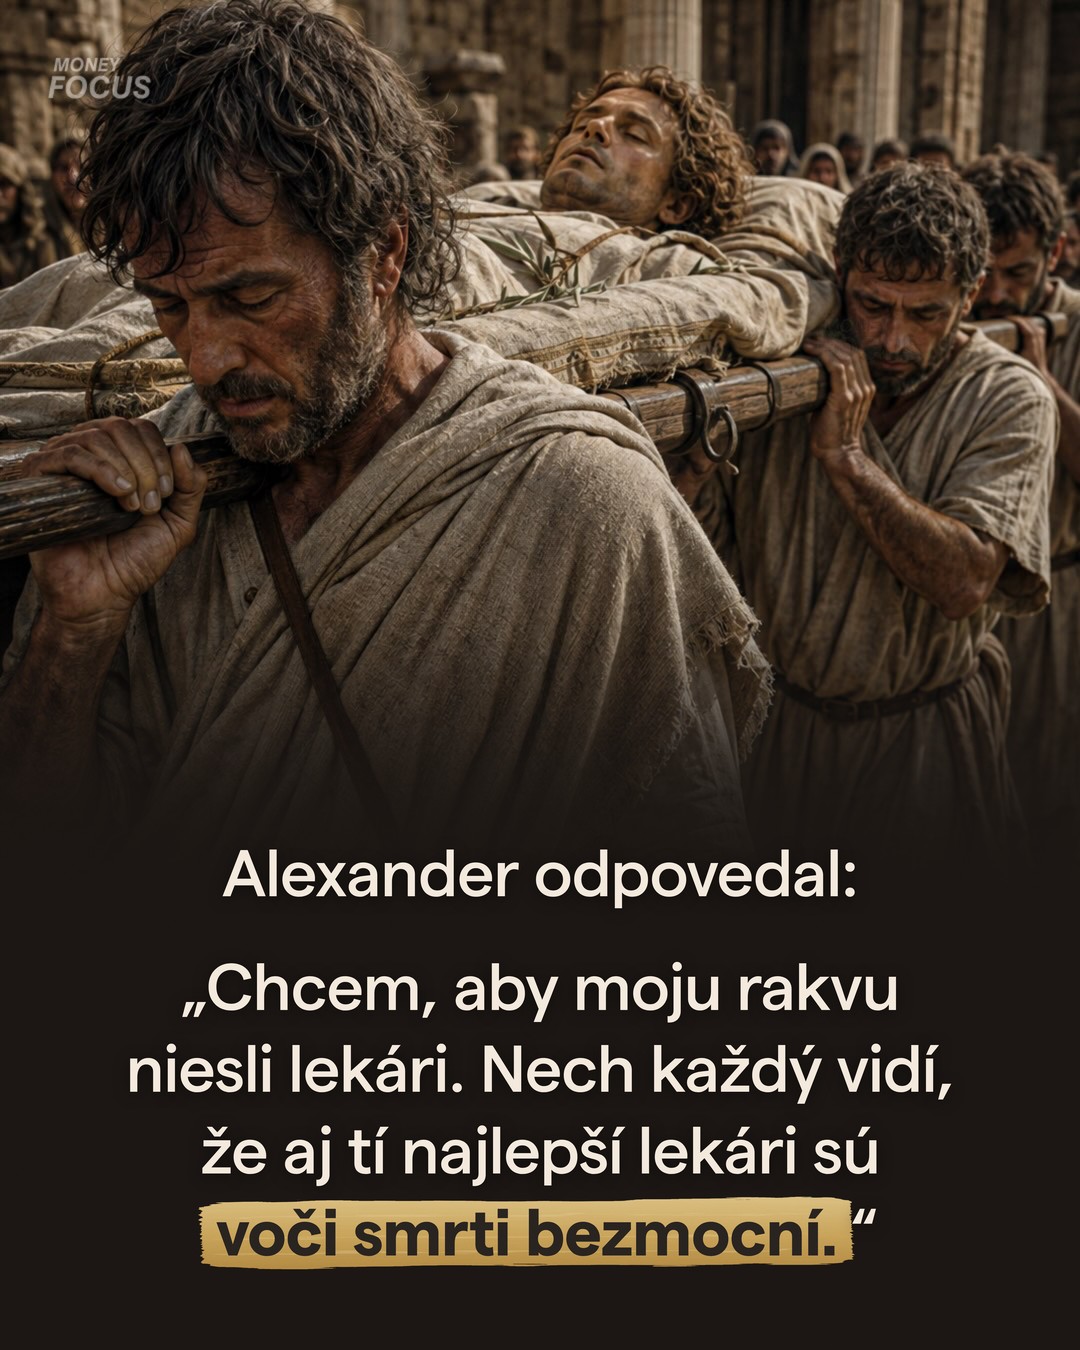 MONEY
FOCUS
Alexander odpovedal:
„Chcem, aby moju rakvu
niesli lekári. Nech každý vidí,
že aj tí najlepší lekári sú
voči smrti bezmocní.“